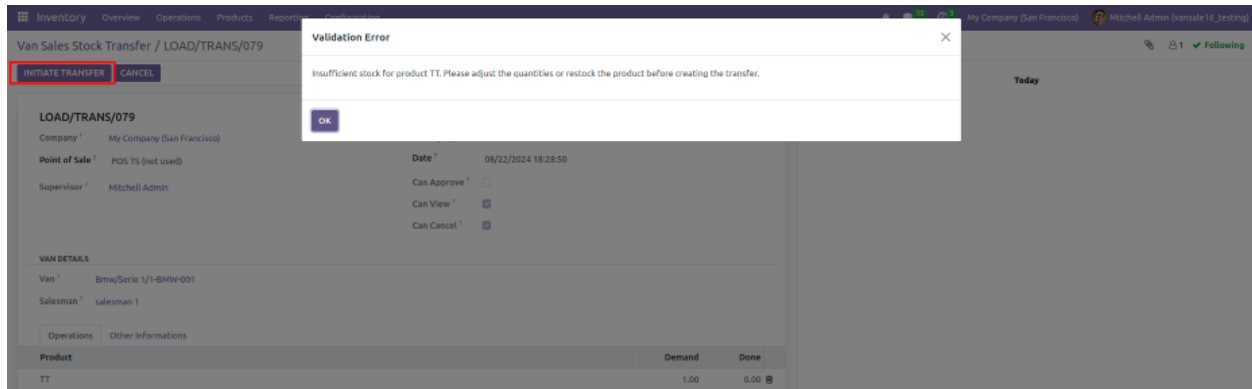 Inventory Overview Operations Products Reporting Configuration
10
3
My Company (San Francisco) Mitchell Admin (vansale16_testing)
Van Sales Stock Transfer / LOAD/TRANS/079
1 Following
INITIATE TRANSFER CANCEL
Validation Error
Insufficient stock for product TT. Please adjust the quantities or restock the product before creating the transfer.
OK
Today
LOAD/TRANS/079
Company ? My Company (San Francisco)
Point of Sale ? POS TS (not used)
Date ? 08/22/2024 18:28:50
Supervisor ? Mitchell Admin
Can Approve ?
Can View ?
Can Cancel ?
VAN DETAILS
Van ? Bmw/Serie 1/1-BMW-001
Salesman ? salesman 1
Operations Other Informations
Product Demand Done
TT 1.00 0.00